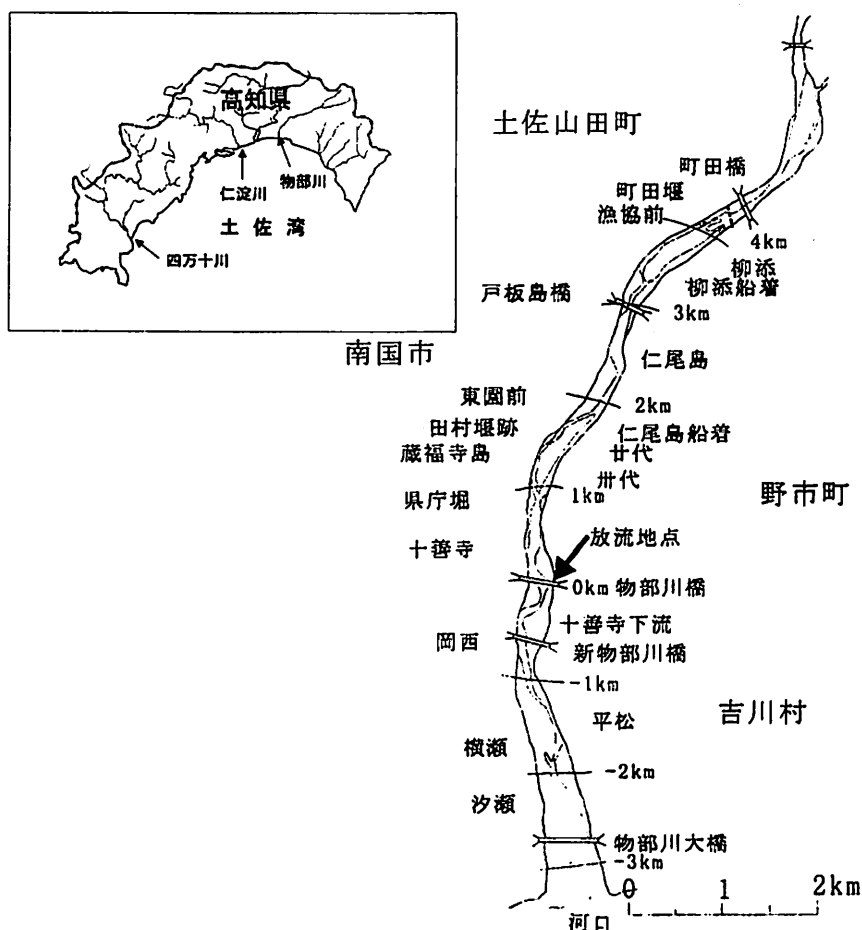 高知県
仁淀川
物部川
土佐湾
四万十川
土佐山田町
町田橋
町田堰
漁協前
4km
柳添
柳添船着
戸板島橋
3km
南国市
仁尾島
東園前
2km
田村堰跡
仁尾島船着
蔵福寺島
廿代
卅代
県庁堀
1km
野市町
十善寺
放流地点
0km 物部川橋
十善寺下流
岡西
新物部川橋
-1km
吉川村
平松
横瀬
-2km
汐瀬
物部川大橋
-3km
0 1 2km
河口